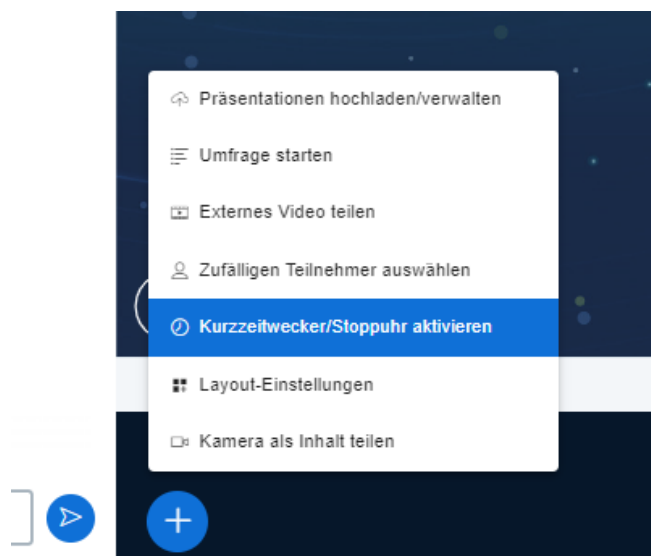 Präsentationen hochladen/verwalten
Umfrage starten
Externes Video teilen
Zufälligen Teilnehmer auswählen
Kurzzeitwecker/Stoppuhr aktivieren
Layout-Einstellungen
Kamera als Inhalt teilen